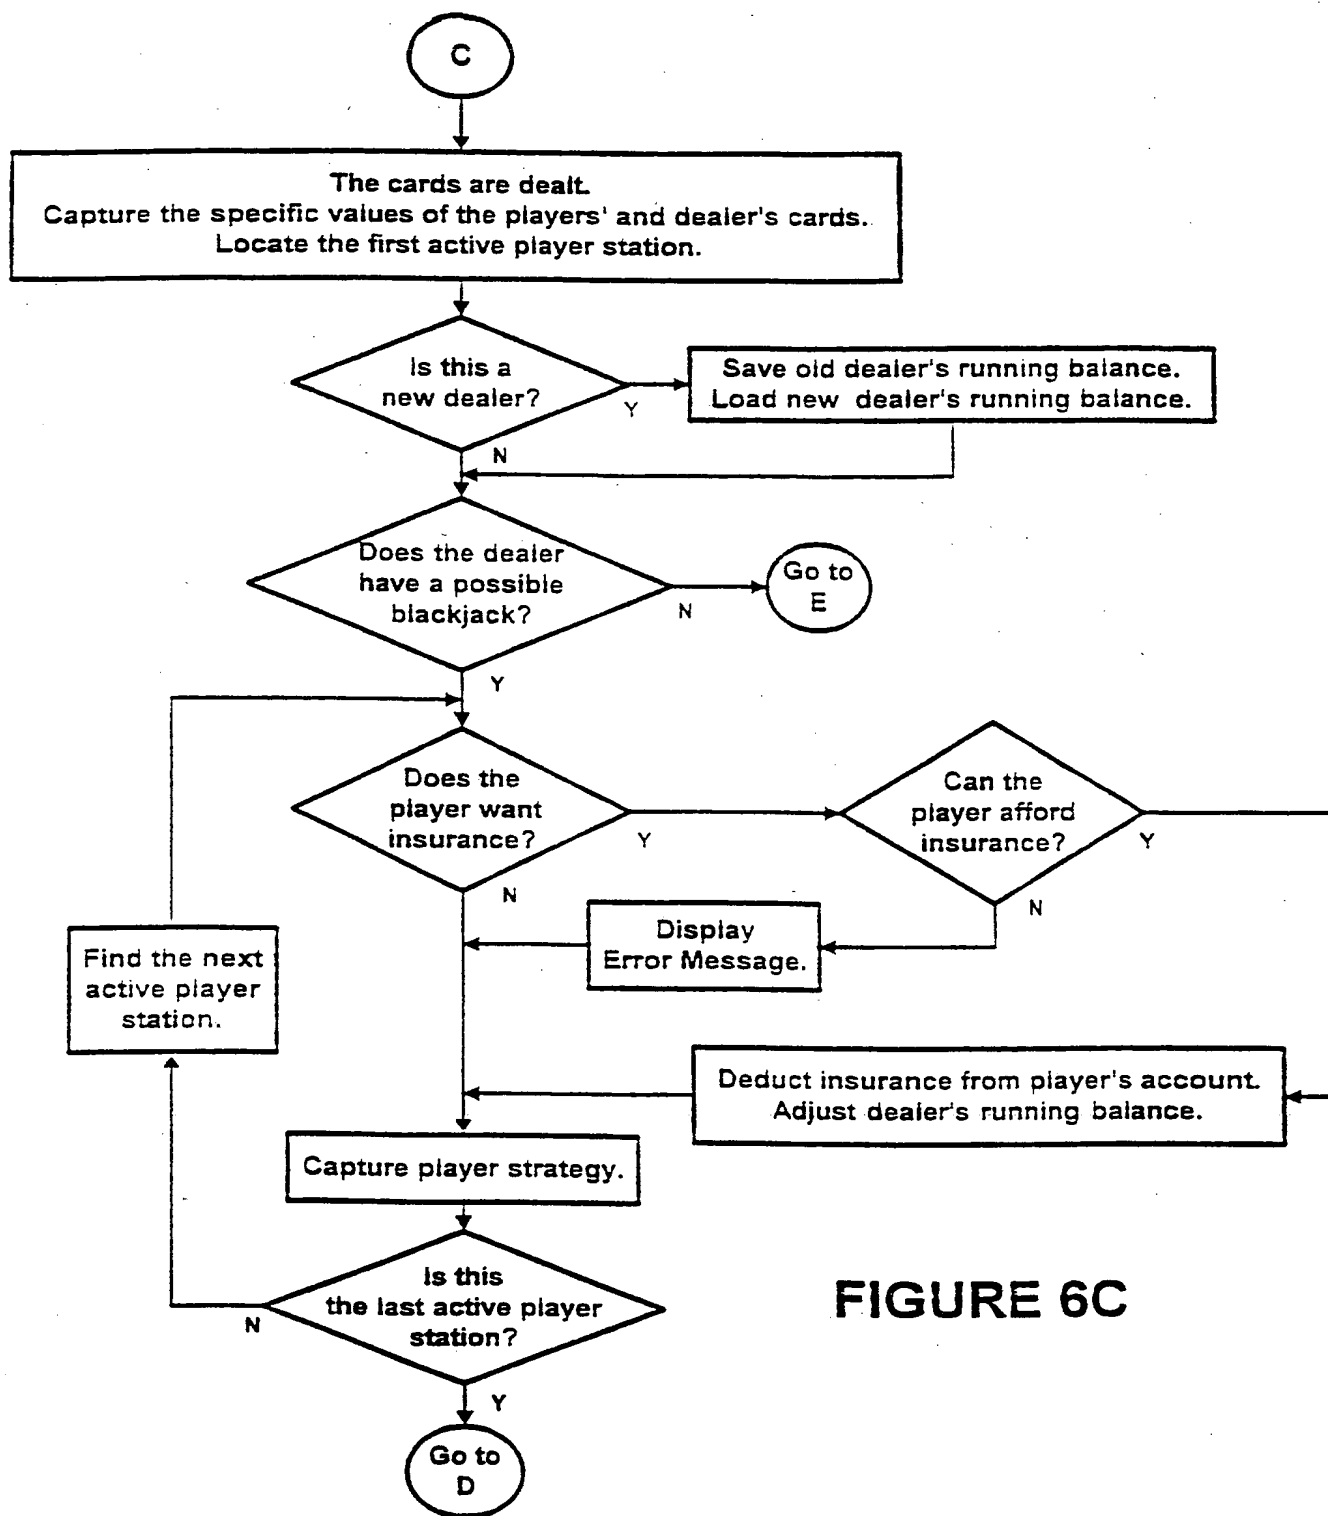 C
The cards are dealt.
Capture the specific values of the players' and dealer's cards.
Locate the first active player station.
Is this a
new dealer?
Y
Save old dealer's running balance.
Load new dealer's running balance.
N
Does the dealer
have a possible
blackjack?
N
Go to
E
Y
Does the
player want
insurance?
Y
Can the
player afford
insurance?
Y
N
N
Display
Error Message.
Find the next
active player
station.
Deduct insurance from player's account.
Adjust dealer's running balance.
Capture player strategy.
Is this
the last active player
station?
N
Y
Go to
D
FIGURE 6C